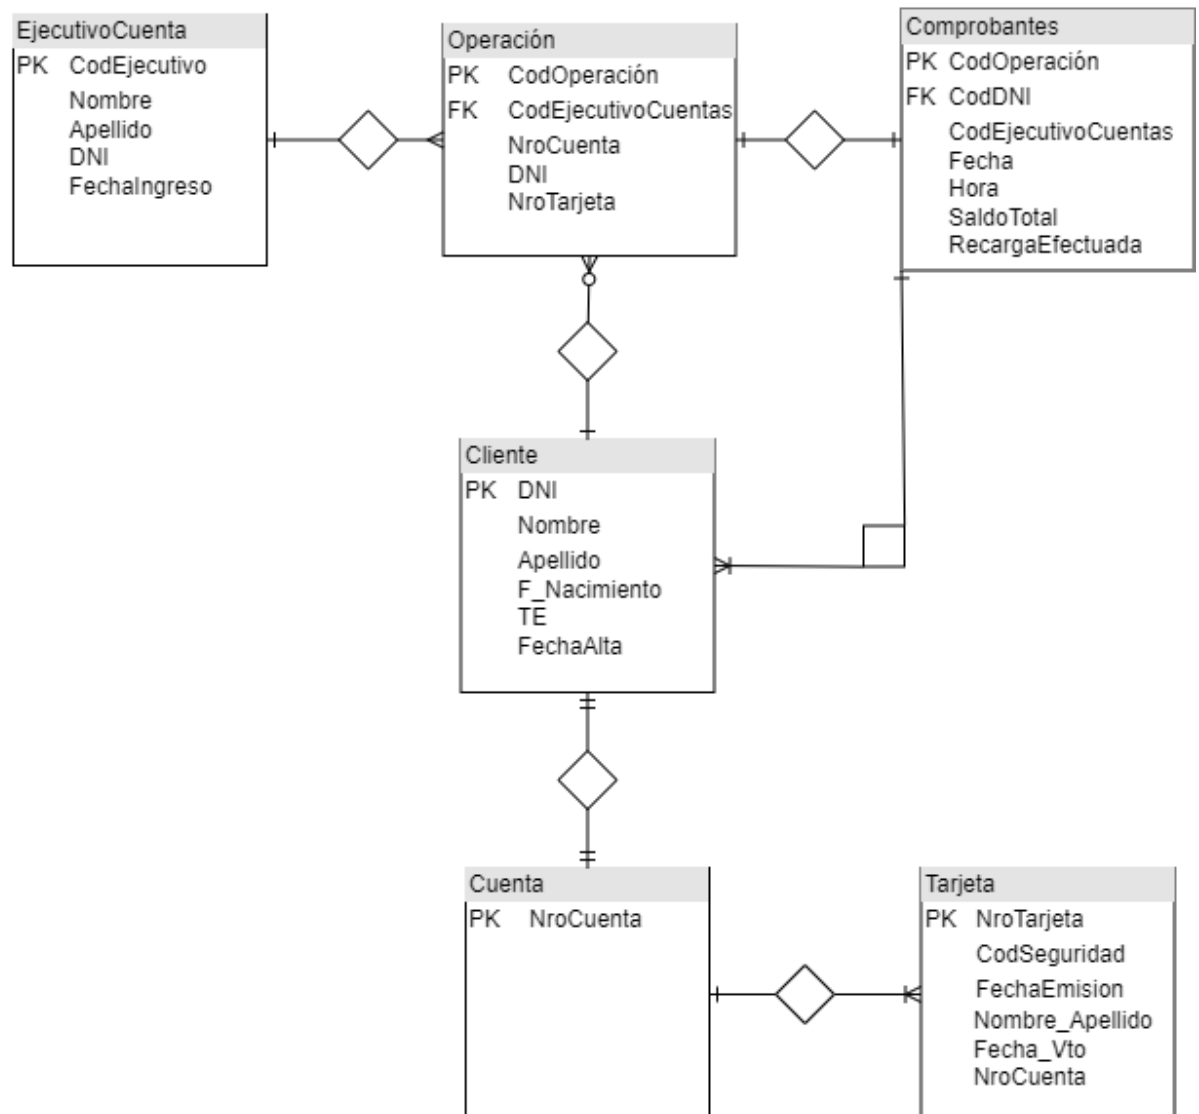 EjecutivoCuenta
PK CodEjecutivo
Nombre
Apellido
DNI
FechaIngreso
Operación
PK CodOperación
FK CodEjecutivoCuentas
NroCuenta
DNI
NroTarjeta
Comprobantes
PK CodOperación
FK CodDNI
CodEjecutivoCuentas
Fecha
Hora
SaldoTotal
RecargaEfectuada
Cliente
PK DNI
Nombre
Apellido
F_Nacimiento
TE
FechaAlta
Cuenta
PK NroCuenta
Tarjeta
PK NroTarjeta
CodSeguridad
FechaEmision
Nombre_Apellido
Fecha_Vto
NroCuenta